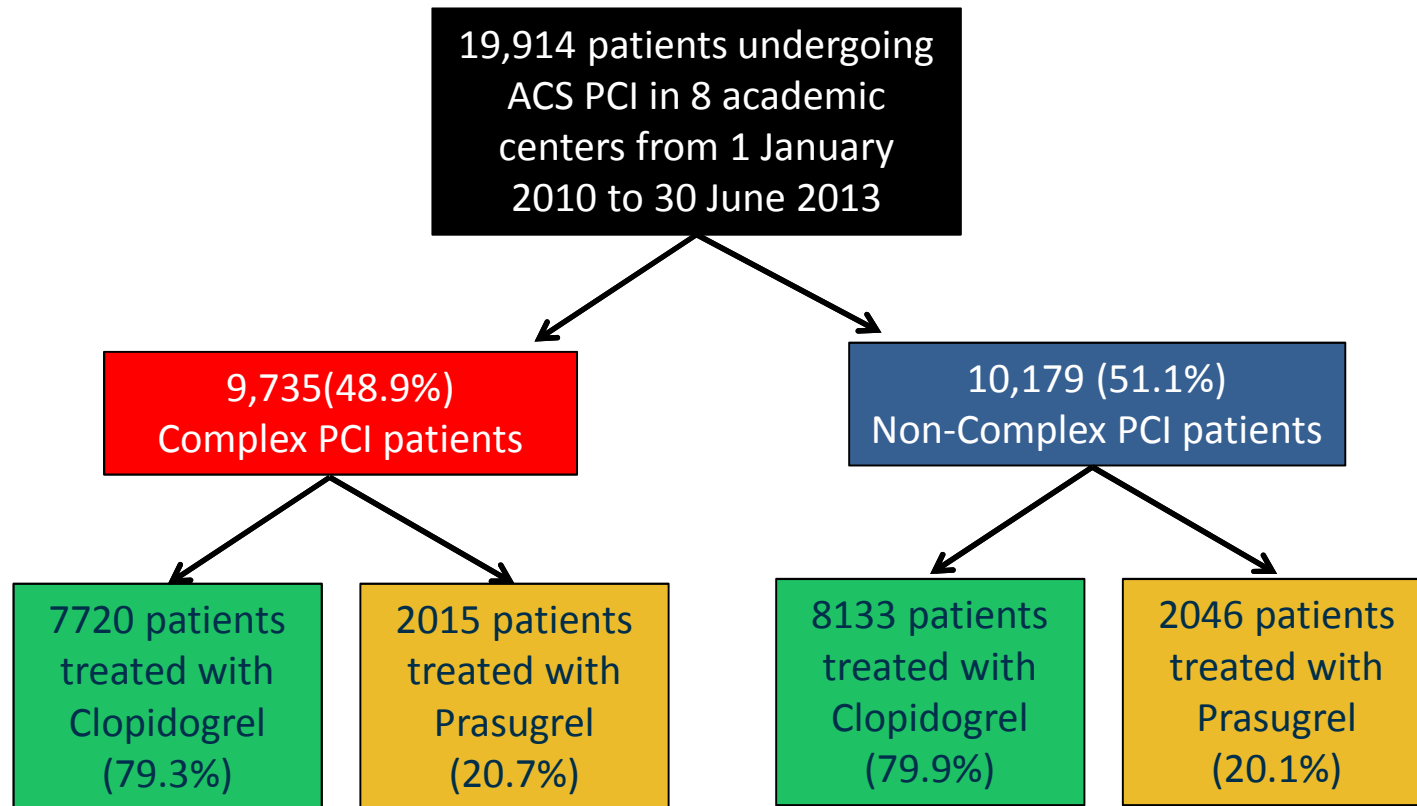 19,914 patients undergoing
ACS PCI in 8 academic
centers from 1 January
2010 to 30 June 2013
9,735(48.9%)
Complex PCI patients
10,179 (51.1%)
Non-Complex PCI patients
7720 patients
treated with
Clopidogrel
(79.3%)
2015 patients
treated with
Prasugrel
(20.7%)
8133 patients
treated with
Clopidogrel
(79.9%)
2046 patients
treated with
Prasugrel
(20.1%)